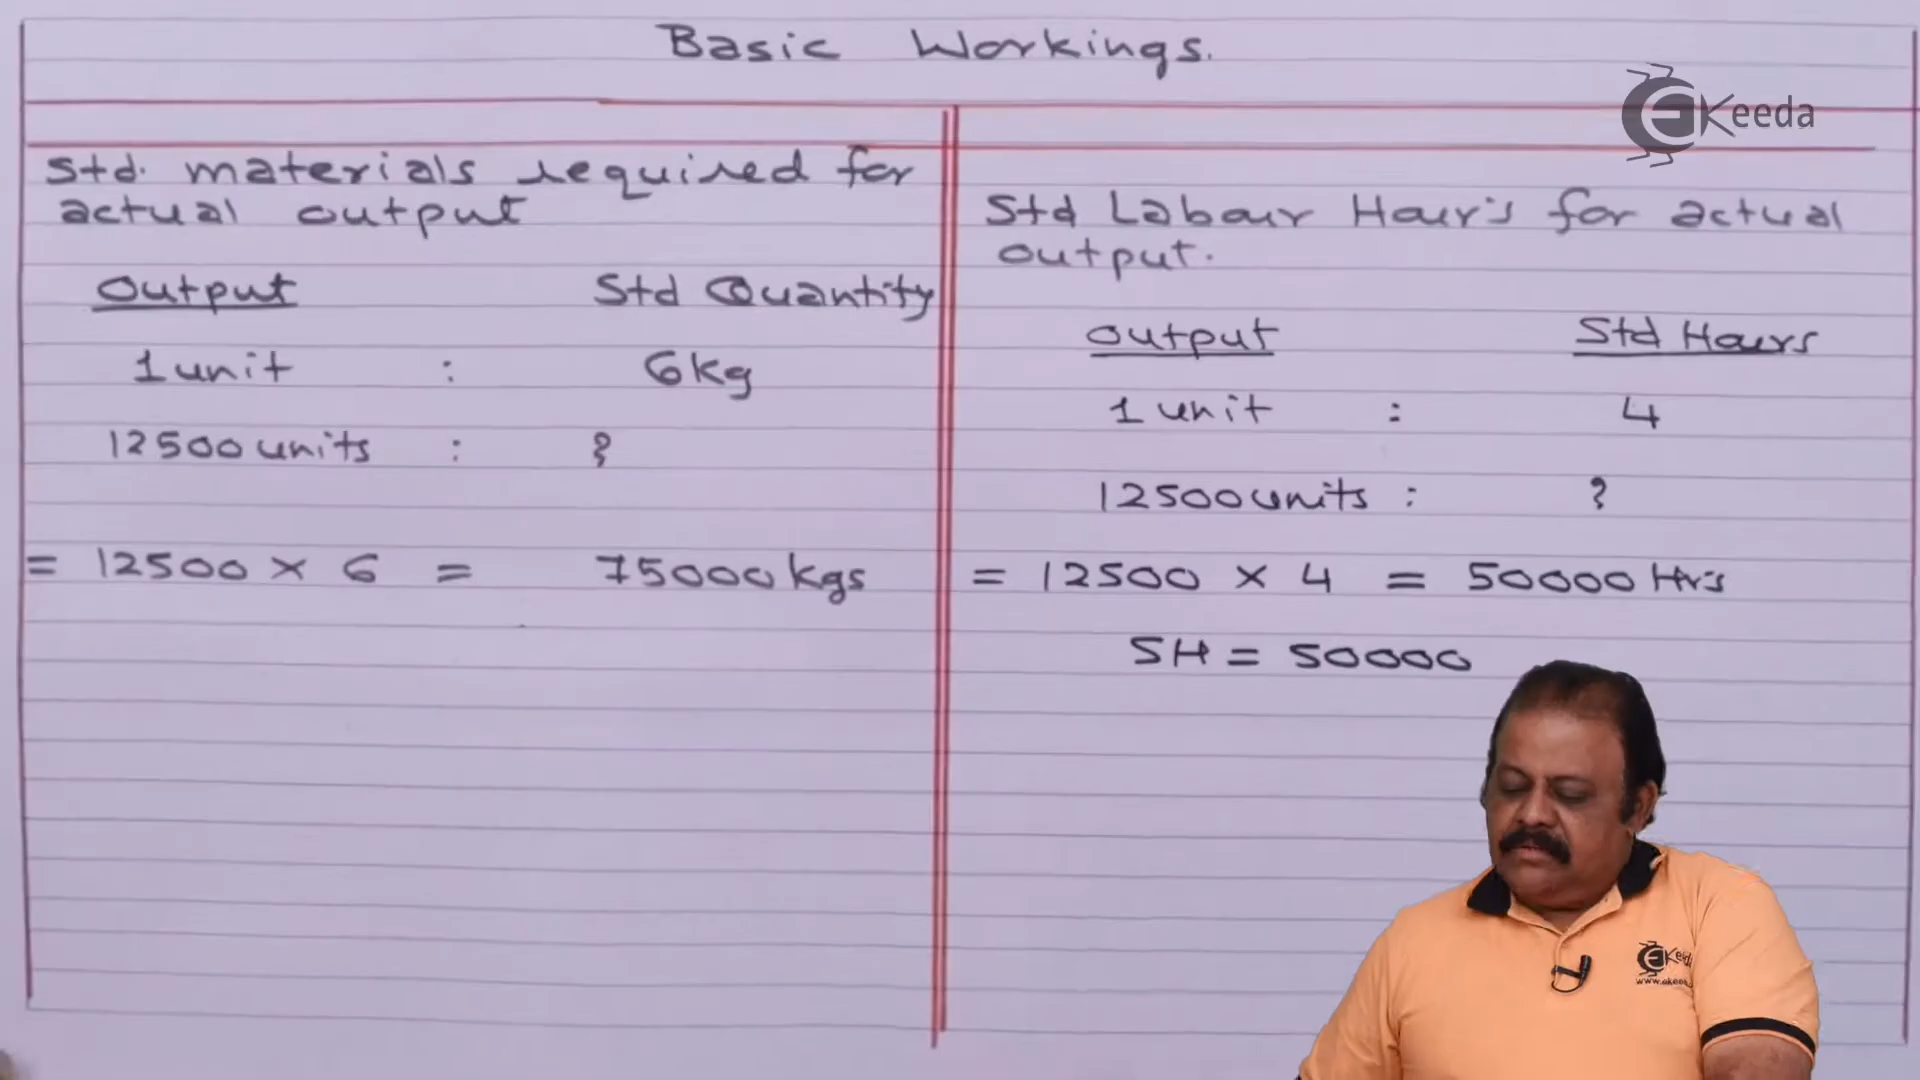 Basic Workings.
EKeeda
Std. materials required for
actual output
Output Std Quantity
1 unit : 6kg
12500 units : ?
= 12500 × 6 = 75000 kgs
Std Labour Hour's for actual
output.
output Std Hours
1 unit : 4
12500 units : ?
= 12500 × 4 = 50000 Hrs
SH = 50000